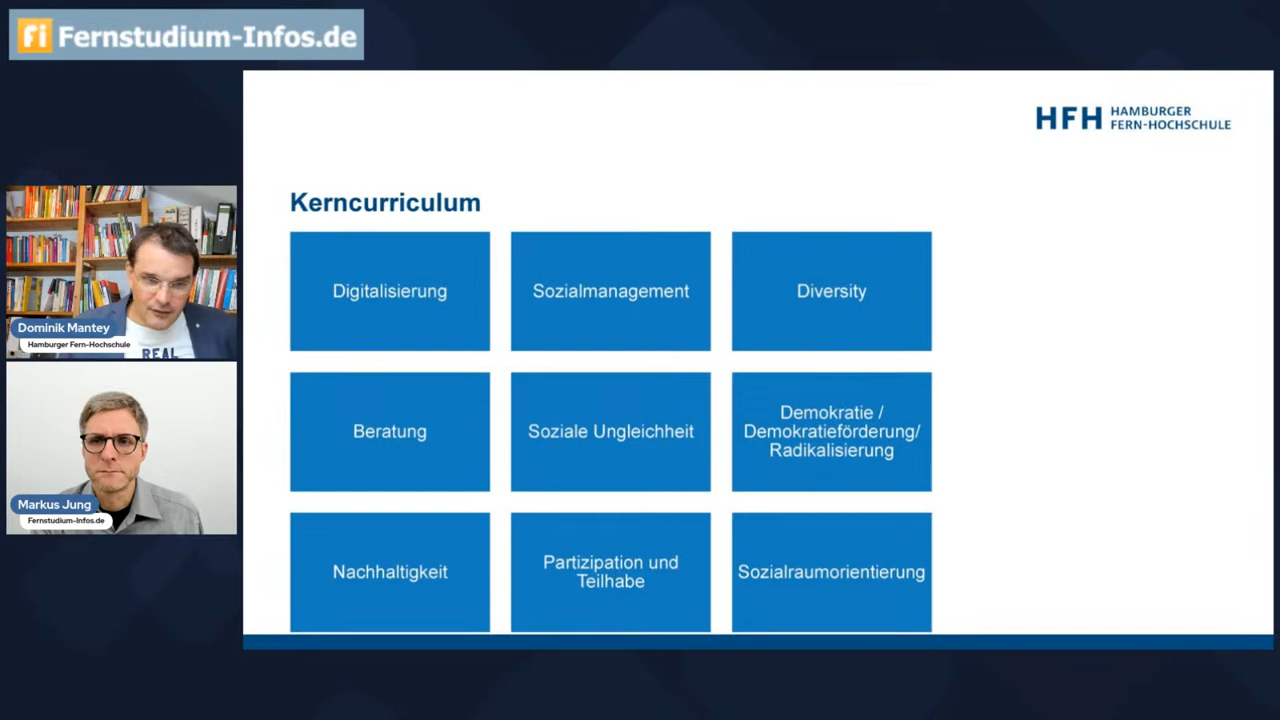 fi Fernstudium-Infos.de
HFH HAMBURGER
FERN-HOCHSCHULE
Kerncurriculum
Digitalisierung
Sozialmanagement
Diversity
Beratung
Soziale Ungleichheit
Demokratie /
Demokratieförderung/
Radikalisierung
Nachhaltigkeit
Partizipation und
Teilhabe
Sozialraumorientierung
Dominik Mantey
Hamburger Fern-Hochschule
REAL
Markus Jung
Fernstudium-Infos.de